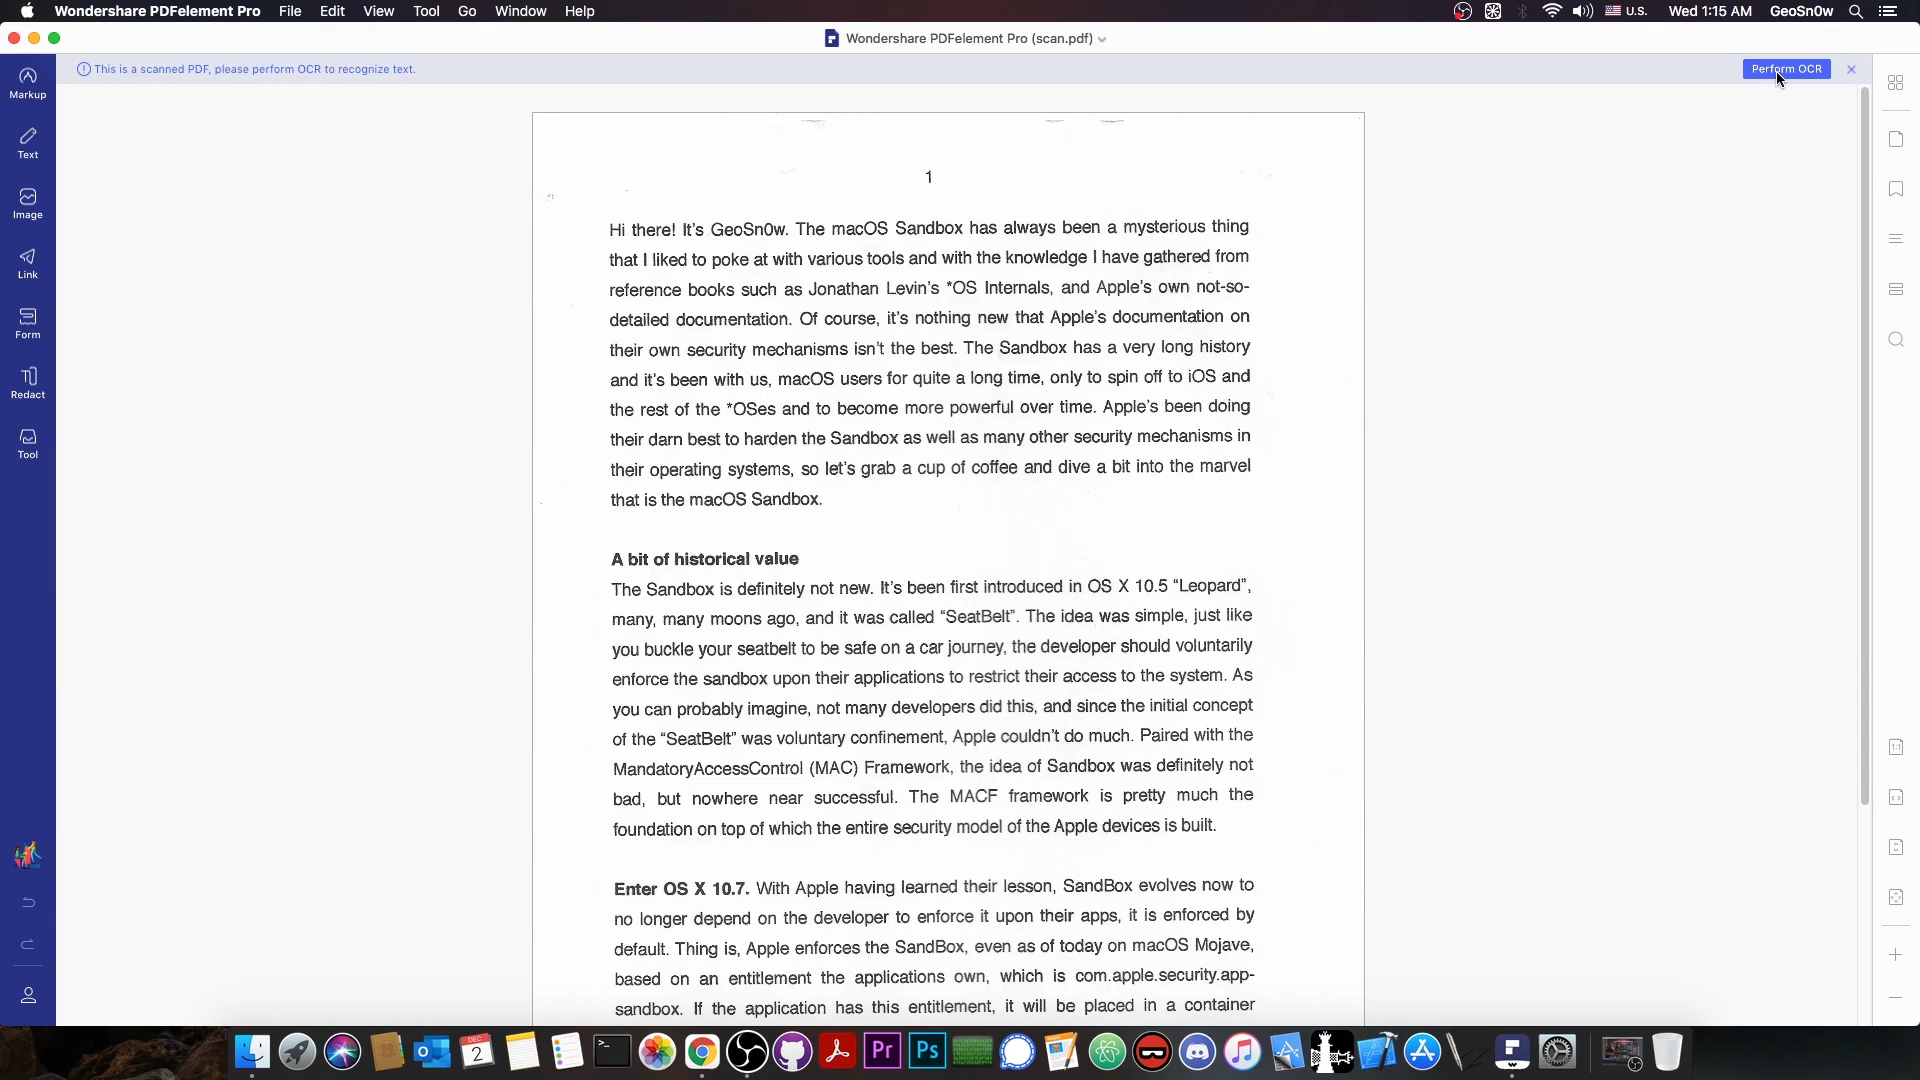 Wondershare PDFelement Pro File Edit View Tool Go Window Help U.S. Wed 1:15 AM GeoSn0w
Wondershare PDFelement Pro (scan.pdf)
This is a scanned PDF, please perform OCR to recognize text. Perform OCR
Markup
Text
Image
Link
Form
Redact
Tool
1
Hi there! It's GeoSn0w. The macOS Sandbox has always been a mysterious thing
that I liked to poke at with various tools and with the knowledge I have gathered from
reference books such as Jonathan Levin's *OS Internals, and Apple's own not-so-
detailed documentation. Of course, it's nothing new that Apple's documentation on
their own security mechanisms isn't the best. The Sandbox has a very long history
and it's been with us, macOS users for quite a long time, only to spin off to iOS and
the rest of the *OSes and to become more powerful over time. Apple's been doing
their darn best to harden the Sandbox as well as many other security mechanisms in
their operating systems, so let's grab a cup of coffee and dive a bit into the marvel
that is the macOS Sandbox.
A bit of historical value
The Sandbox is definitely not new. It's been first introduced in OS X 10.5 “Leopard”,
many, many moons ago, and it was called “SeatBelt”. The idea was simple, just like
you buckle your seatbelt to be safe on a car journey, the developer should voluntarily
enforce the sandbox upon their applications to restrict their access to the system. As
you can probably imagine, not many developers did this, and since the initial concept
of the “SeatBelt” was voluntary confinement, Apple couldn't do much. Paired with the
MandatoryAccessControl (MAC) Framework, the idea of Sandbox was definitely not
bad, but nowhere near successful. The MACF framework is pretty much the
foundation on top of which the entire security model of the Apple devices is built.
Enter OS X 10.7. With Apple having learned their lesson, SandBox evolves now to
no longer depend on the developer to enforce it upon their apps, it is enforced by
default. Thing is, Apple enforces the SandBox, even as of today on macOS Mojave,
based on an entitlement the applications own, which is com.apple.security.app-
sandbox. If the application has this entitlement, it will be placed in a container
1:1
DEC
2
Pr
Ps